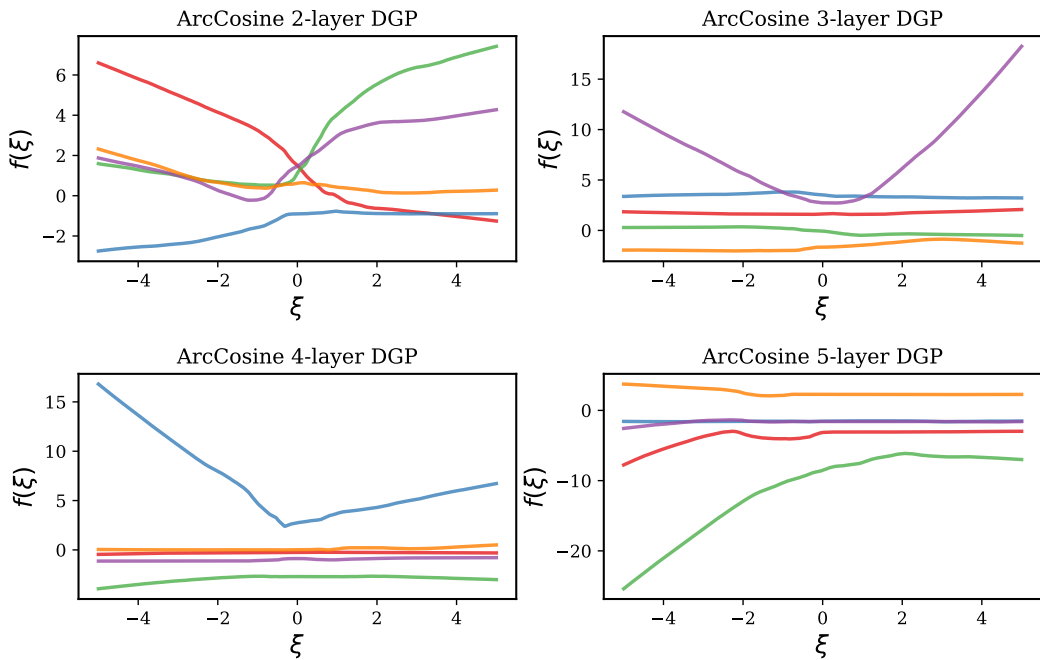 ArcCosine 2-layer DGP
f(ξ)
6
4
2
0
−2
−4 −2 0 2 4
ξ
ArcCosine 3-layer DGP
f(ξ)
15
10
5
0
−4 −2 0 2 4
ξ
ArcCosine 4-layer DGP
f(ξ)
15
10
5
0
−4 −2 0 2 4
ξ
ArcCosine 5-layer DGP
f(ξ)
0
−10
−20
−4 −2 0 2 4
ξ